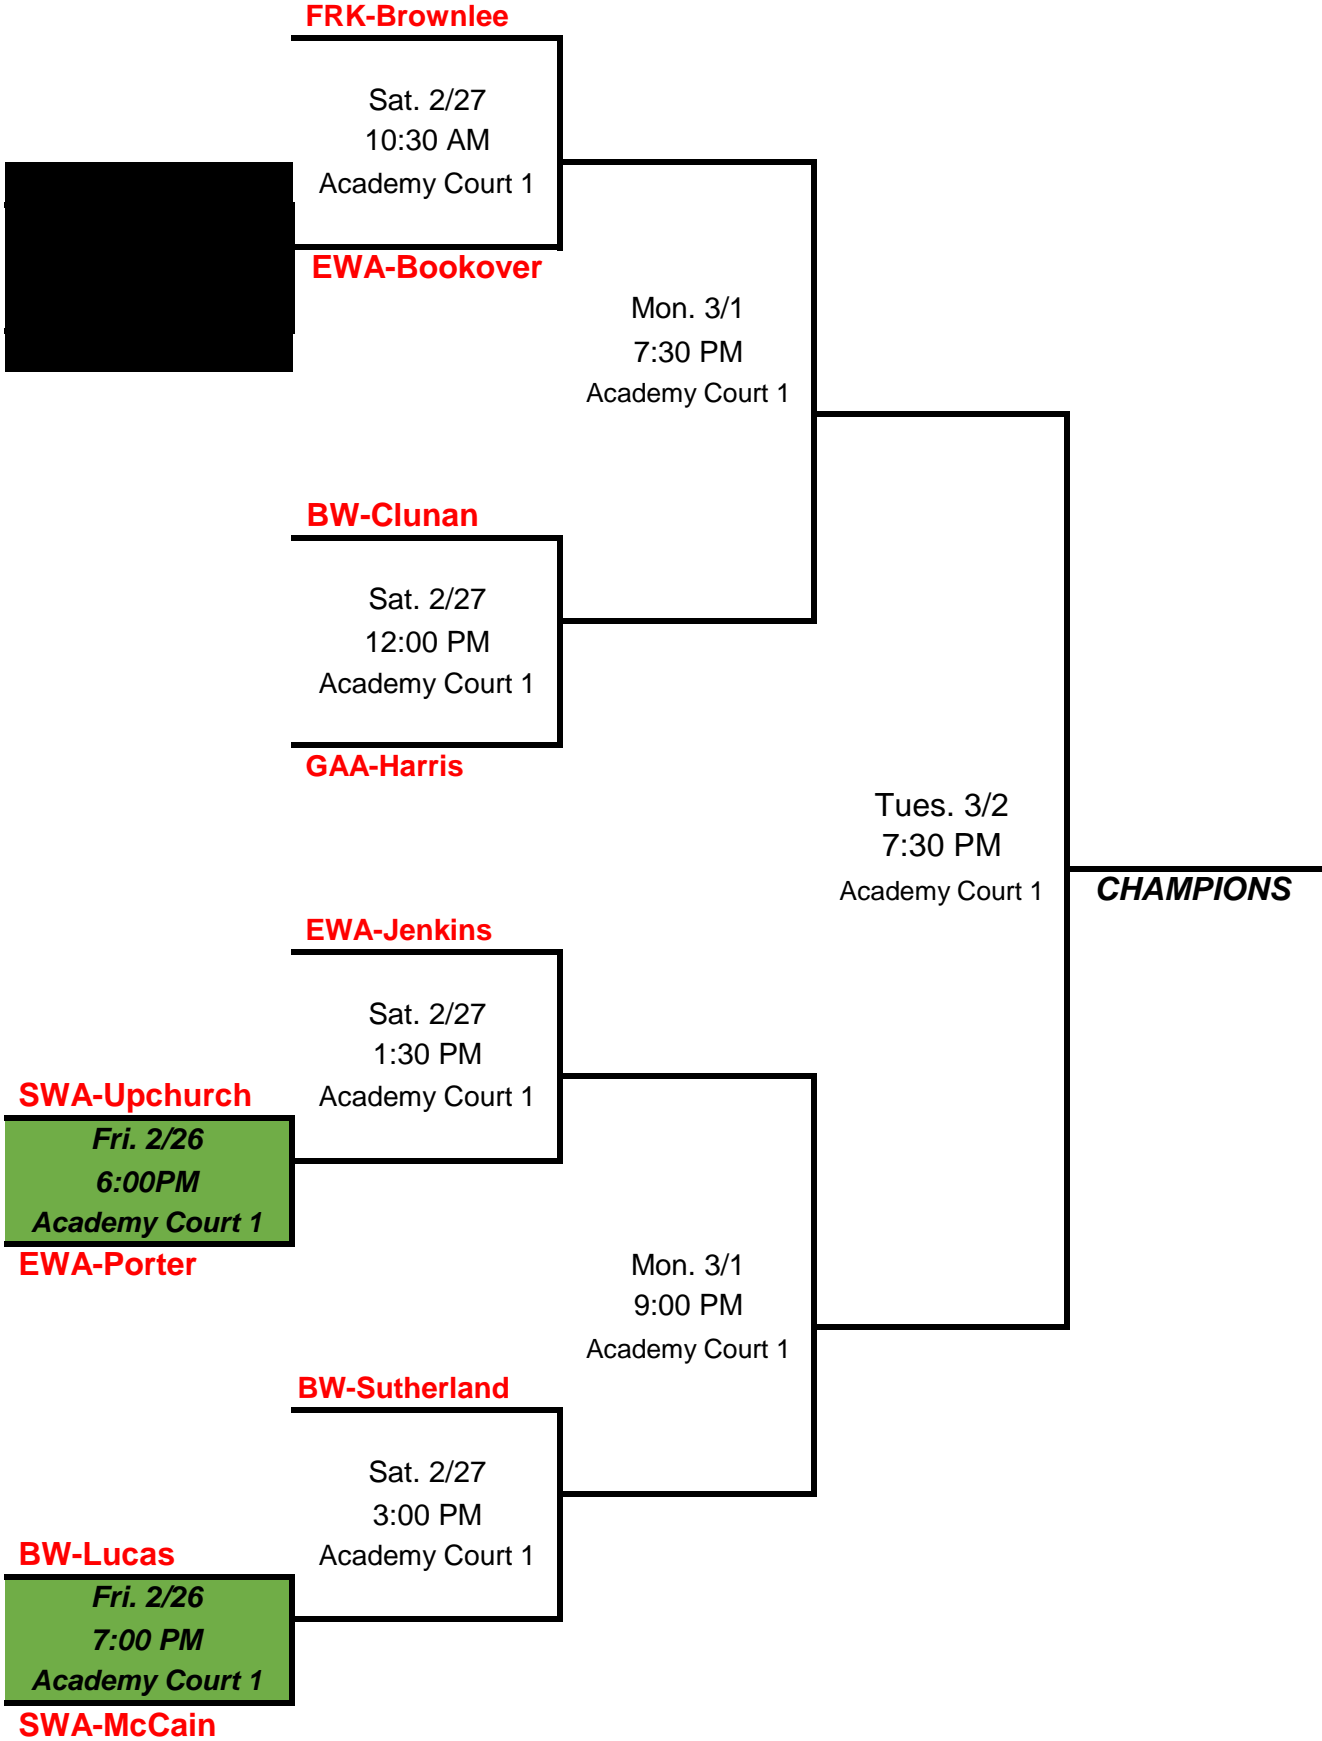 FRK-Brownlee
Sat. 2/27
10:30 AM
Academy Court 1
EWA-Bookover
Mon. 3/1
7:30 PM
Academy Court 1
BW-Clunan
Sat. 2/27
12:00 PM
Academy Court 1
GAA-Harris
Tues. 3/2
7:30 PM
Academy Court 1
CHAMPIONS
EWA-Jenkins
Sat. 2/27
1:30 PM
Academy Court 1
SWA-Upchurch
Fri. 2/26
6:00PM
Academy Court 1
EWA-Porter
Mon. 3/1
9:00 PM
Academy Court 1
BW-Sutherland
Sat. 2/27
3:00 PM
Academy Court 1
BW-Lucas
Fri. 2/26
7:00 PM
Academy Court 1
SWA-McCain